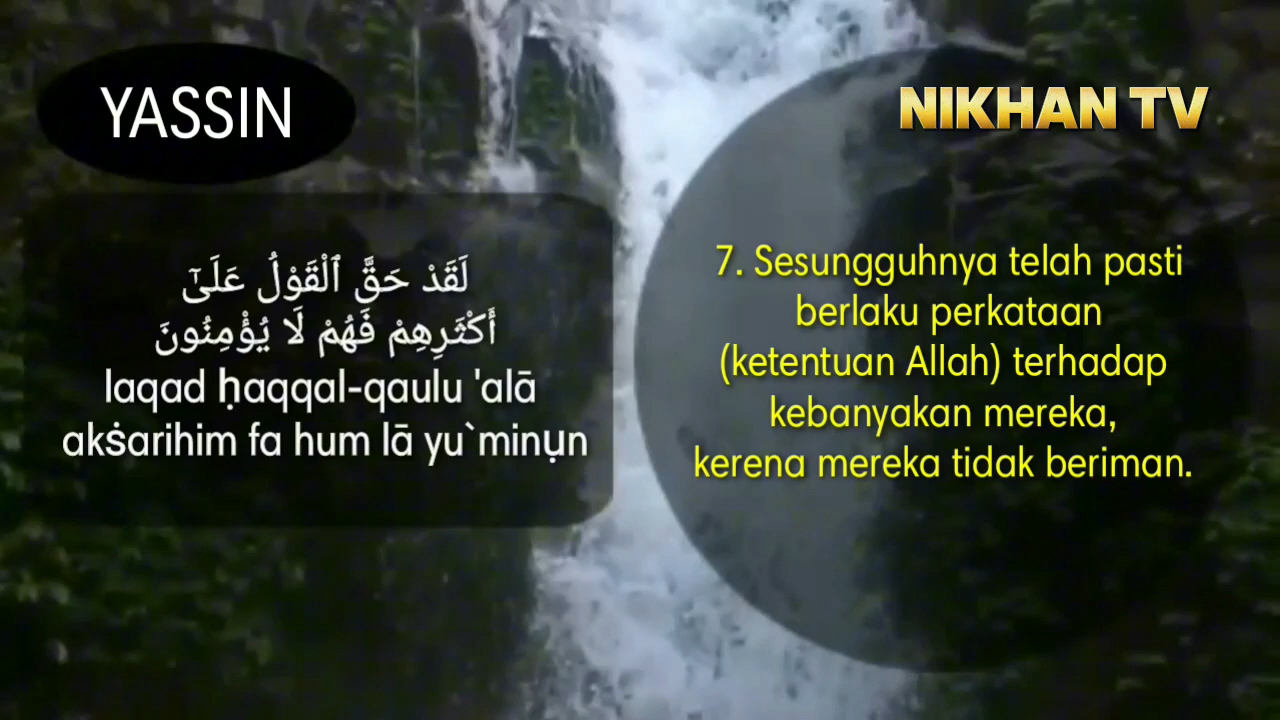 YASSIN
NIKHAN TV
لَقَدْ حَقَّ ٱلْقَوْلُ عَلَىٰٓ
أَكْثَرِهِمْ فَهُمْ لَا يُؤْمِنُونَ
laqad ḥaqqal-qaulu 'alā
akṡarihim fa hum lā yu`minụn
7. Sesungguhnya telah pasti
berlaku perkataan
(ketentuan Allah) terhadap
kebanyakan mereka,
kerena mereka tidak beriman.